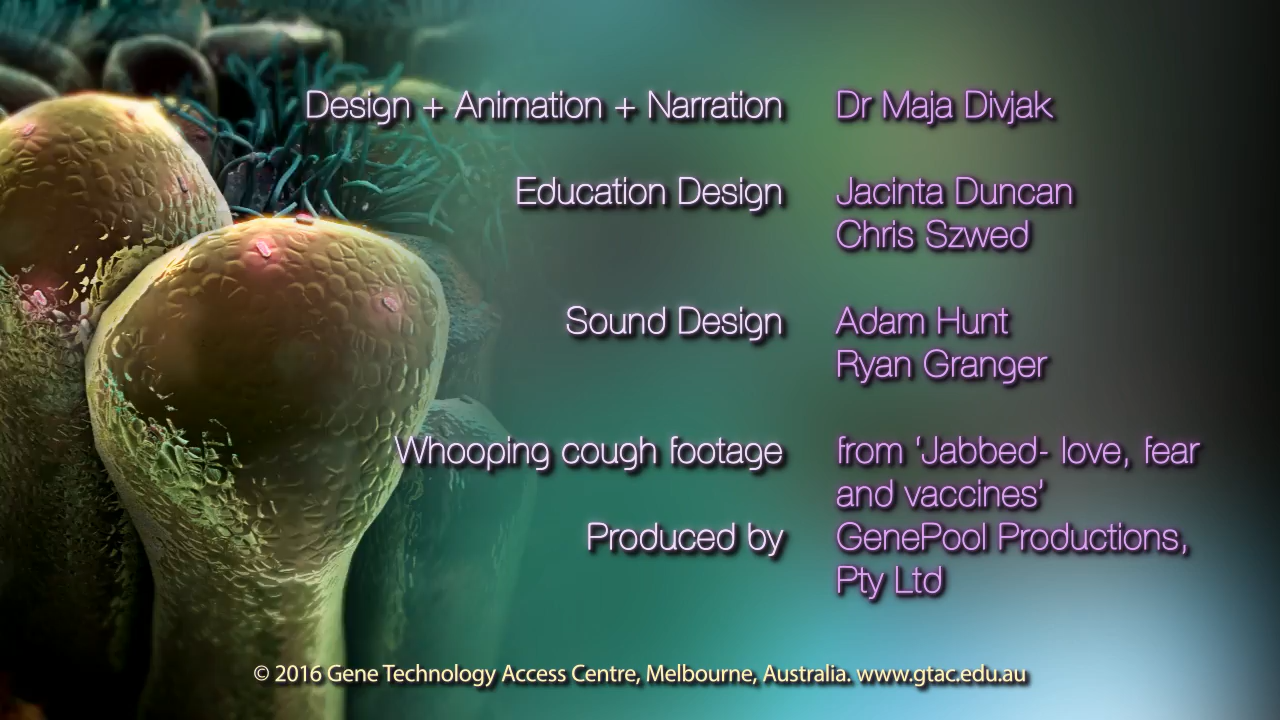 Design + Animation + Narration Dr Maja Divjak
Education Design Jacinta Duncan
Chris Szwed
Sound Design Adam Hunt
Ryan Granger
Whooping cough footage from ‘Jabbed- love, fear
and vaccines’
Produced by GenePool Productions,
Pty Ltd
© 2016 Gene Technology Access Centre, Melbourne, Australia. www.gtac.edu.au